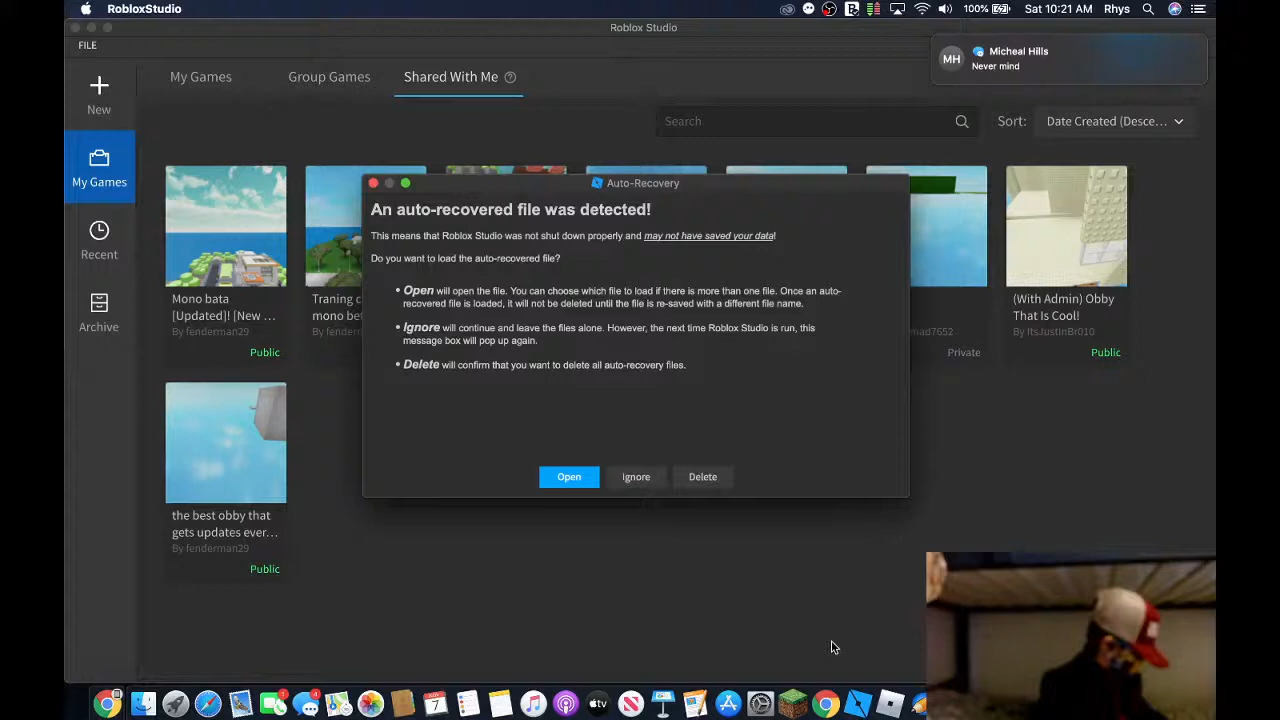 RobloxStudio
100%
Sat 10:21 AM
Rhys
Roblox Studio
FILE
Micheal Hills
MH
Never mind
New
My Games
Recent
Archive
My Games
Group Games
Shared With Me
?
Search
Sort:
Date Created (Desce...
Auto-Recovery
An auto-recovered file was detected!
This means that Roblox Studio was not shut down properly and may not have saved your data!
Do you want to load the auto-recovered file?
• Open will open the file. You can choose which file to load if there is more than one file. Once an auto-
recovered file is loaded, it will not be deleted until the file is re-saved with a different file name.
• Ignore will continue and leave the files alone. However, the next time Roblox Studio is run, this
message box will pop up again.
• Delete will confirm that you want to delete all auto-recovery files.
Open
Ignore
Delete
Mono bata
[Updated]! [New ...
By fenderman29
Public
Traning c
mono bet
By fende
mad7652
Private
(With Admin) Obby
That Is Cool!
By ItsJustinBr010
Public
the best obby that
gets updates ever...
By fenderman29
Public
1
4
NOV
7
tv